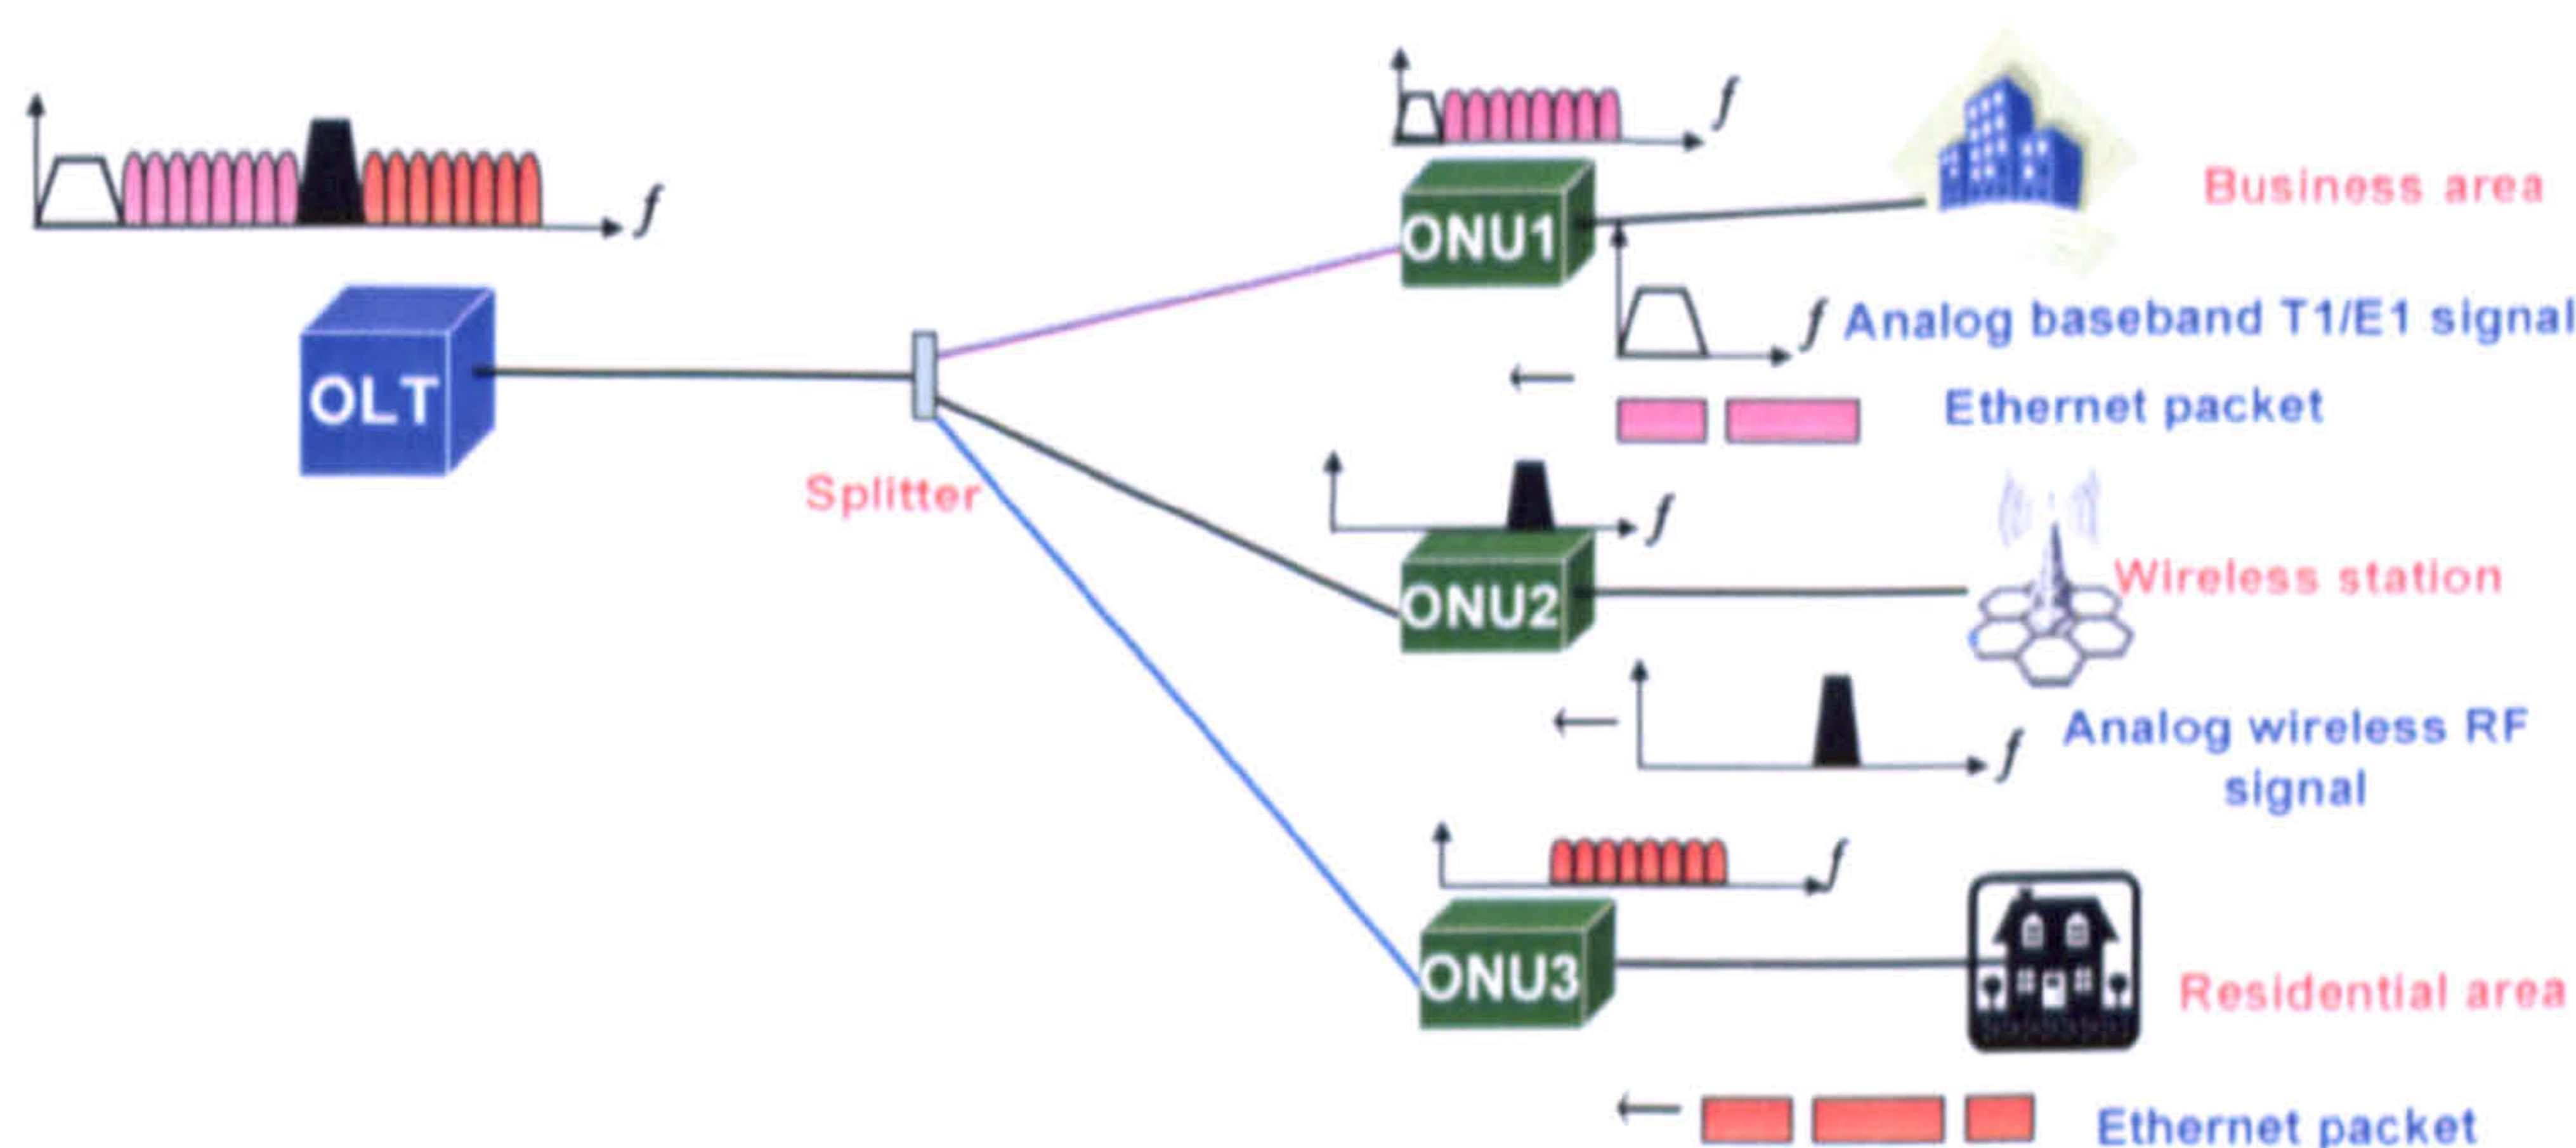 f
f
ONU1
Business area
f
Analog baseband T1/E1 signal
OLT
Ethernet packet
Splitter
f
ONU2
Wireless station
f
Analog wireless RF
signal
f
ONU3
Residential area
Ethernet packet